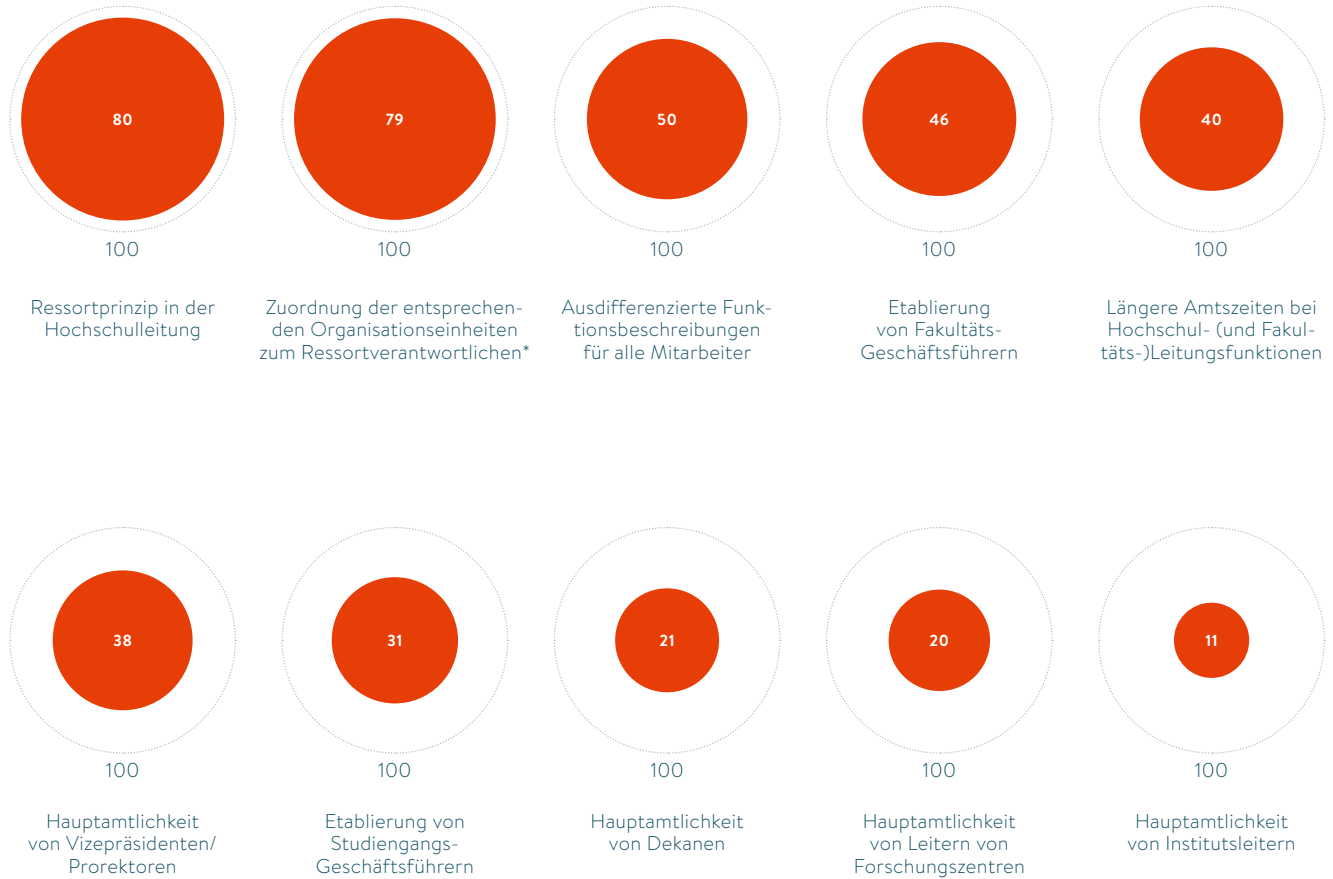 80
100
Ressortprinzip in der
Hochschulleitung
79
100
Zuordnung der entsprechen-
den Organisationseinheiten
zum Ressortverantwortlichen*
50
100
Ausdifferenzierte Funk-
tionsbeschreibungen
für alle Mitarbeiter
46
100
Etablierung
von Fakultäts-
Geschäftsführern
40
100
Längere Amtszeiten bei
Hochschul- (und Fakul-
täts-)Leitungsfunktionen
38
100
Hauptamtlichkeit
von Vizepräsidenten/
Prorektoren
31
100
Etablierung von
Studiengangs-
Geschäftsführern
21
100
Hauptamtlichkeit
von Dekanen
20
100
Hauptamtlichkeit
von Leitern von
Forschungszentren
11
100
Hauptamtlichkeit
von Institutsleitern